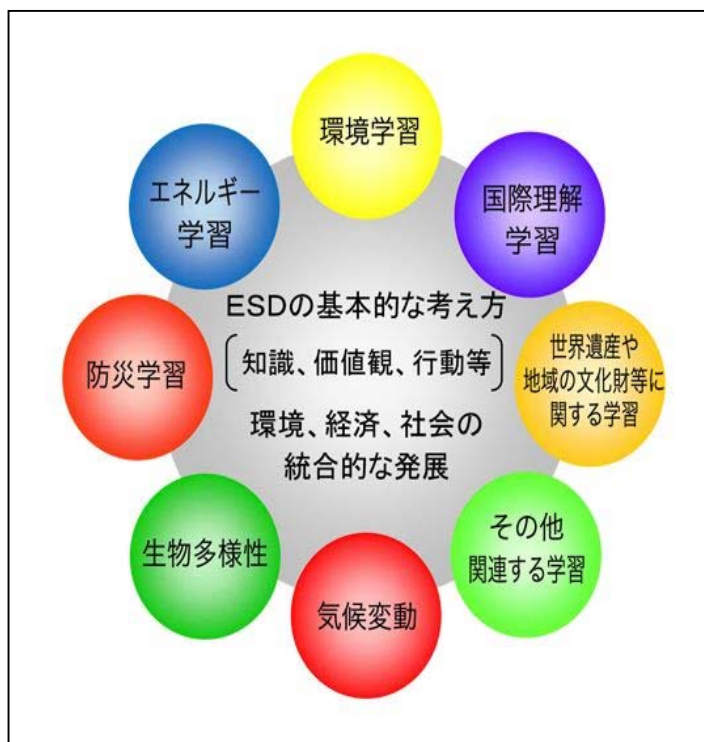 環境学習
国際理解
学習
世界遺産や
地域の文化財等に
関する学習
その他
関連する学習
気候変動
生物多様性
防災学習
エネルギー
学習
ESDの基本的な考え方
[知識、価値観、行動等]
環境、経済、社会の
統合的な発展